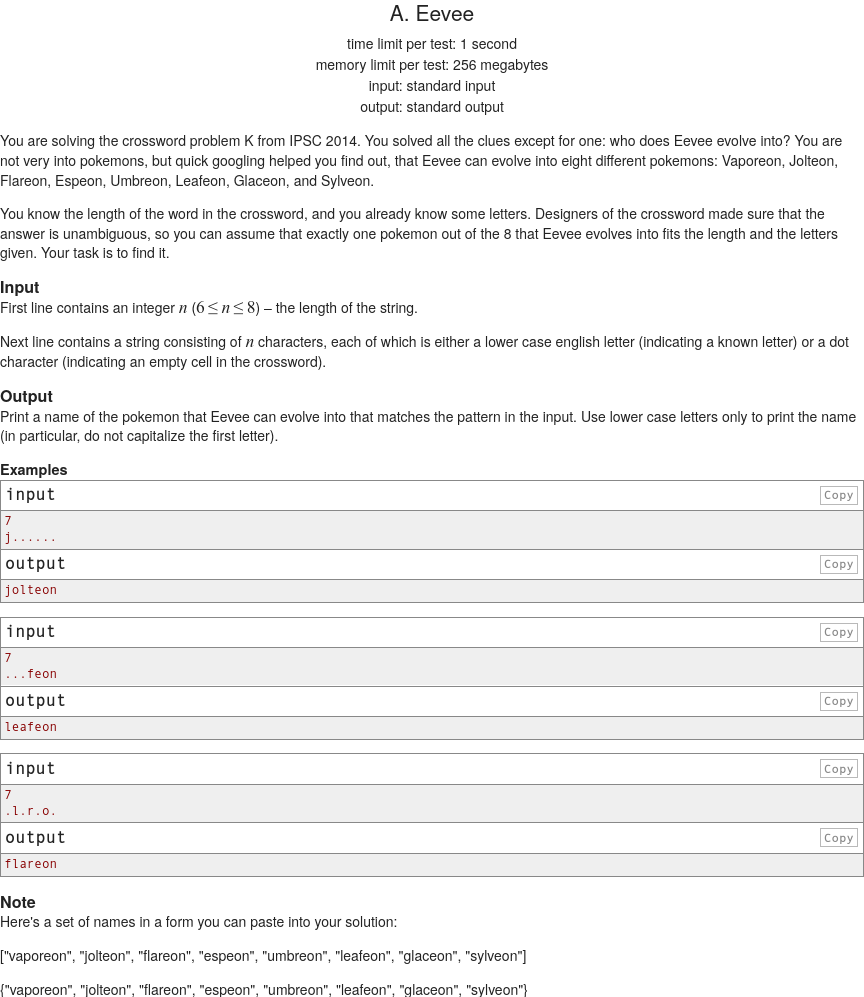 A. Eevee
time limit per test: 1 second
memory limit per test: 256 megabytes
input: standard input
output: standard output
You are solving the crossword problem K from IPSC 2014. You solved all the clues except for one: who does Eevee evolve into? You are
not very into pokemons, but quick googling helped you find out, that Eevee can evolve into eight different pokemons: Vaporeon, Jolteon,
Flareon, Espeon, Umbreon, Leafeon, Glaceon, and Sylveon.
You know the length of the word in the crossword, and you already know some letters. Designers of the crossword made sure that the
answer is unambiguous, so you can assume that exactly one pokemon out of the 8 that Eevee evolves into fits the length and the letters
given. Your task is to find it.
Input
First line contains an integer n (6 ≤ n ≤ 8) – the length of the string.
Next line contains a string consisting of n characters, each of which is either a lower case english letter (indicating a known letter) or a dot
character (indicating an empty cell in the crossword).
Output
Print a name of the pokemon that Eevee can evolve into that matches the pattern in the input. Use lower case letters only to print the name
(in particular, do not capitalize the first letter).
Examples
input Copy
7
j......
output Copy
jolteon
input Copy
7
...feon
output Copy
leafeon
input Copy
7
.l.r.o.
output Copy
flareon
Note
Here's a set of names in a form you can paste into your solution:
["vaporeon", "jolteon", "flareon", "espeon", "umbreon", "leafeon", "glaceon", "sylveon"]
{"vaporeon", "jolteon", "flareon", "espeon", "umbreon", "leafeon", "glaceon", "sylveon"}